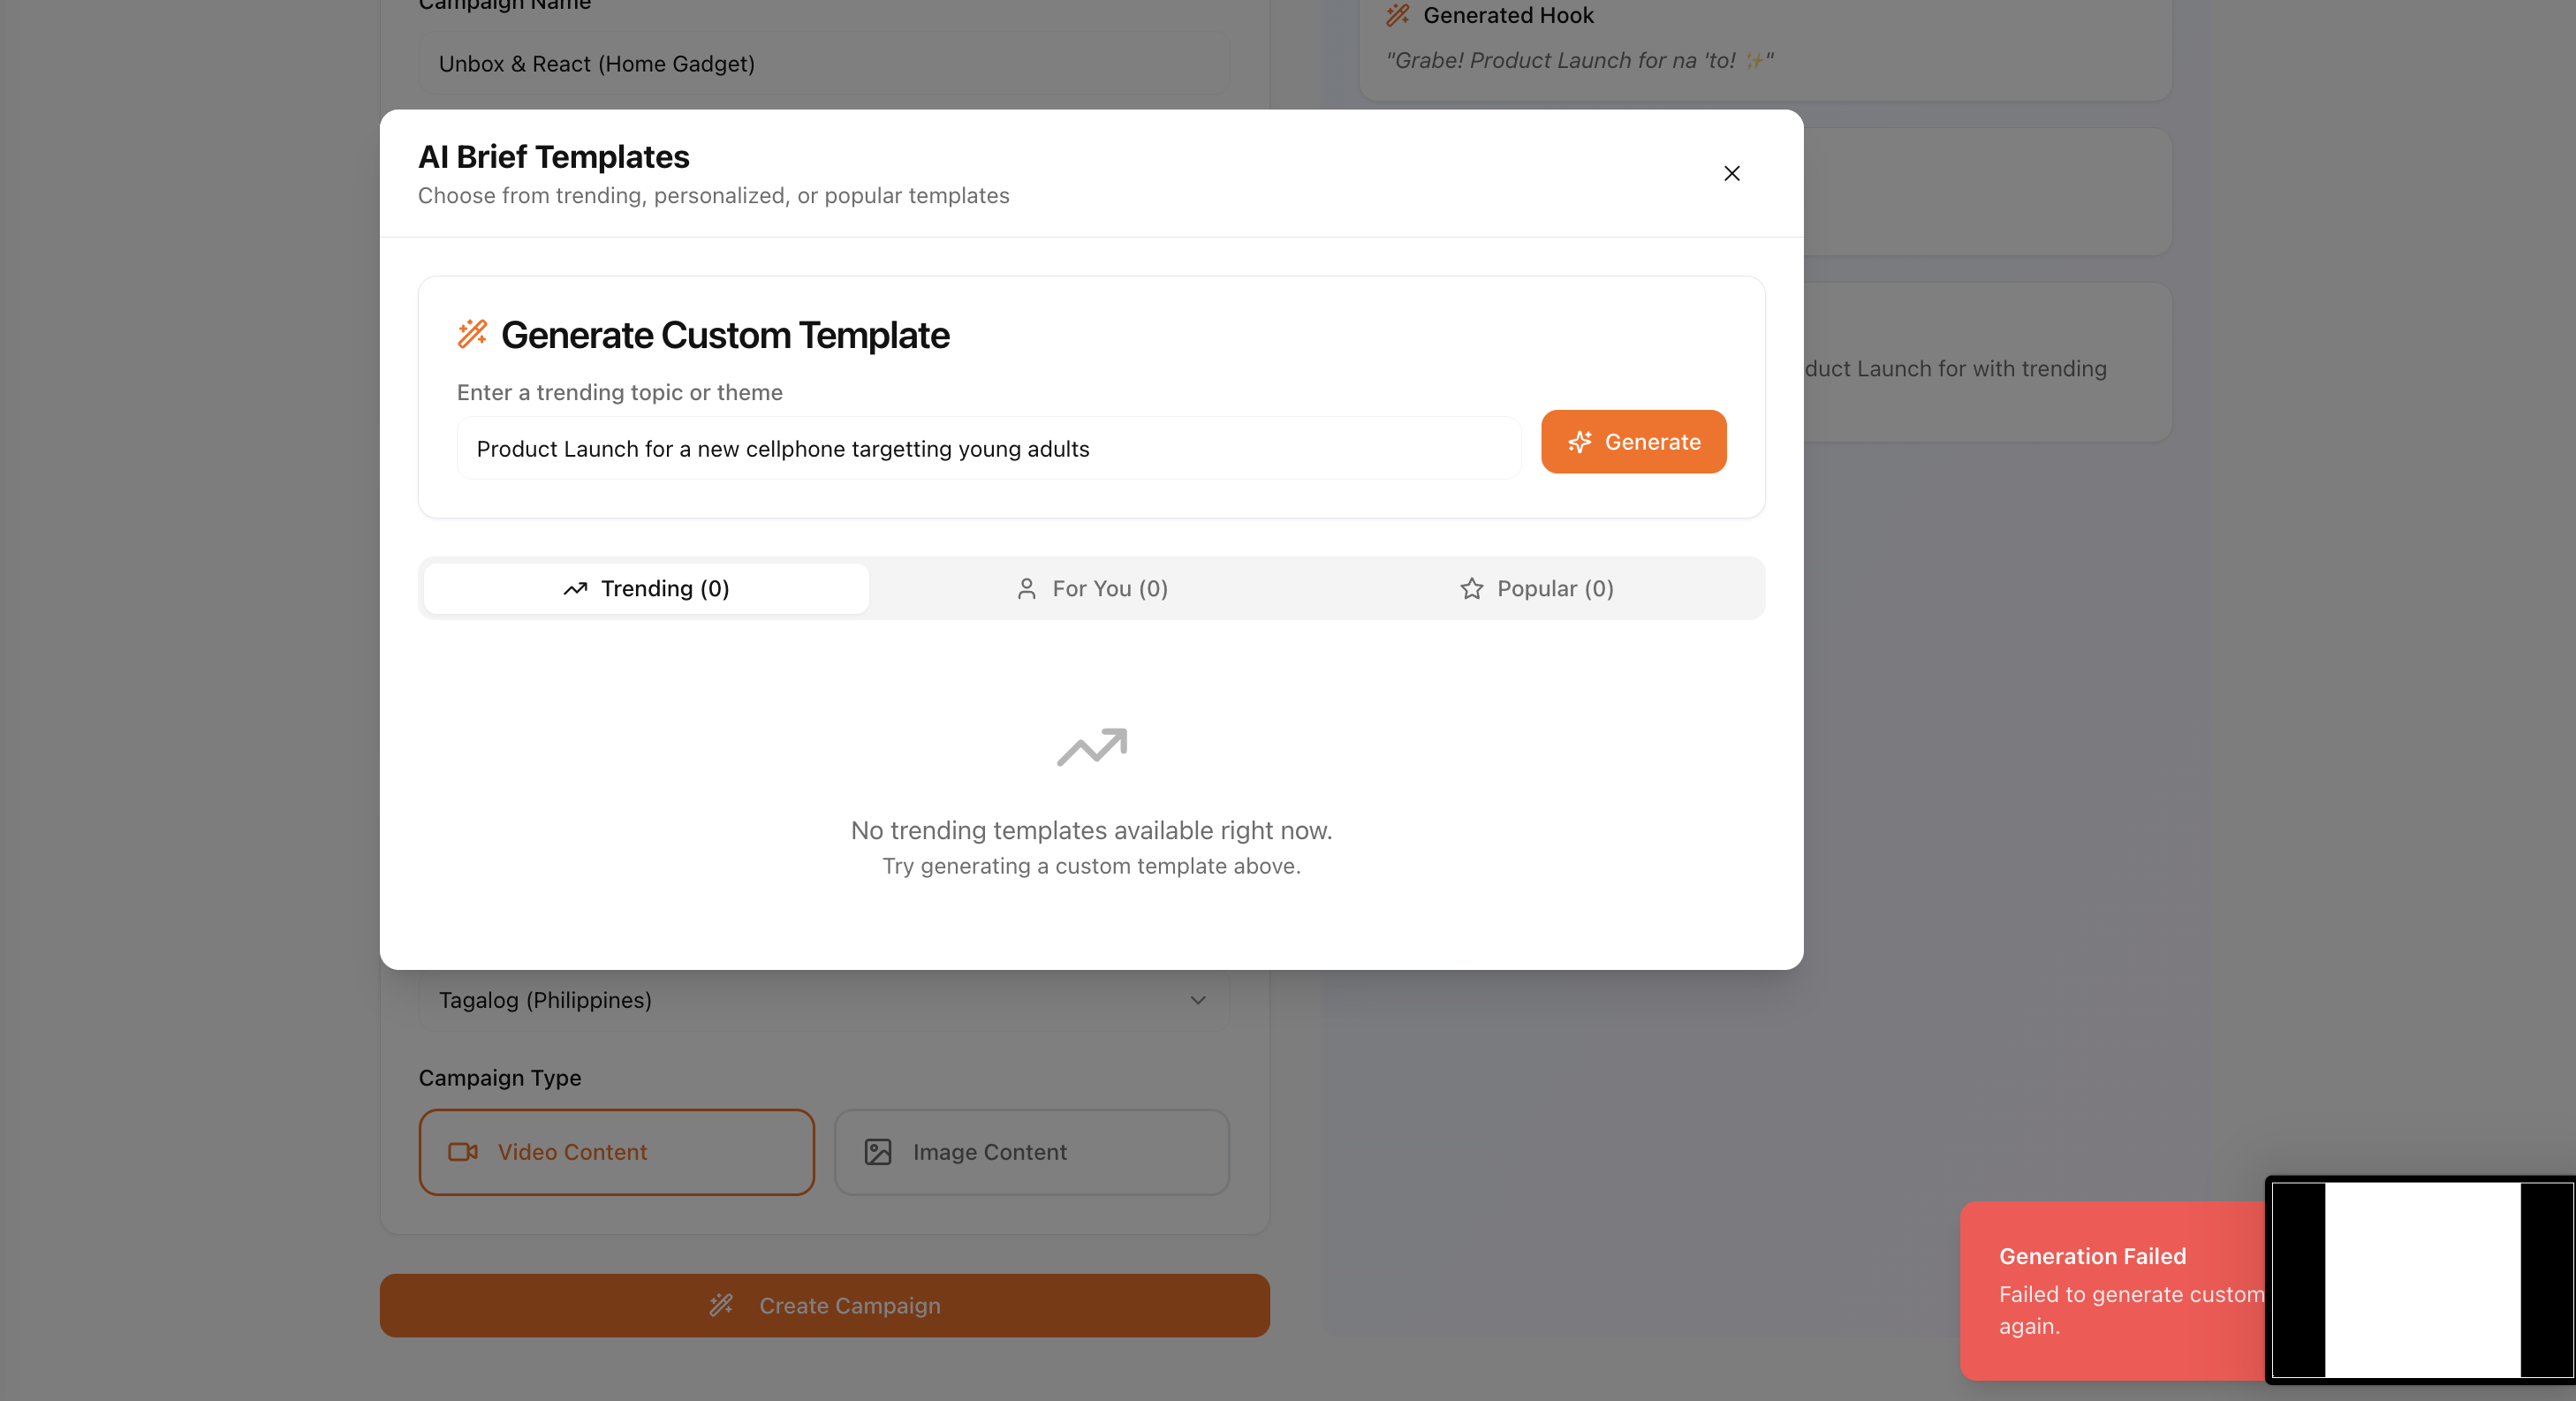 Campaign Name
Unbox & React (Home Gadget)
Generated Hook
"Grabe! Product Launch for na 'to! ✨"
AI Brief Templates
Choose from trending, personalized, or popular templates
Generate Custom Template
Enter a trending topic or theme
Product Launch for a new cellphone targetting young adults
Generate
duct Launch for with trending
Trending (0)
For You (0)
Popular (0)
No trending templates available right now.
Try generating a custom template above.
Tagalog (Philippines)
Campaign Type
Video Content
Image Content
Create Campaign
Generation Failed
Failed to generate custom
again.